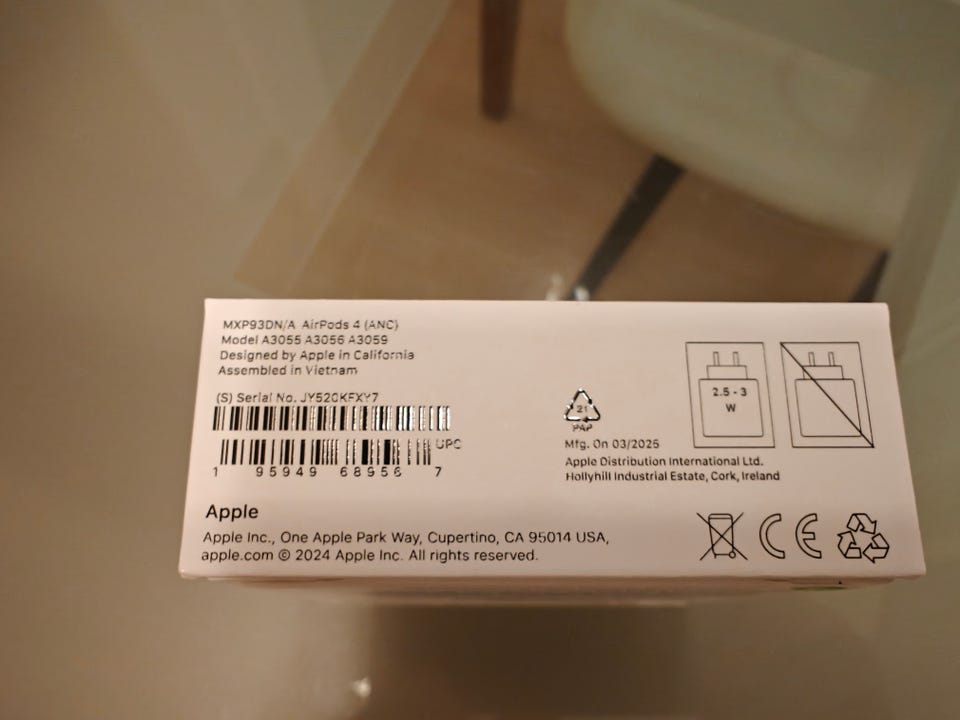 MXP93DN/A AirPods 4 (ANC)
Model A3055 A3056 A3059
Designed by Apple in California
Assembled in Vietnam
(S) Serial No. JY520KFXY7
UPC
1 95949 68956 7
21
PAP
Mfg. On 03/2025
Apple Distribution International Ltd.
Hollyhill Industrial Estate, Cork, Ireland
2.5 - 3
W
Apple
Apple Inc., One Apple Park Way, Cupertino, CA 95014 USA,
apple.com © 2024 Apple Inc. All rights reserved.
CE